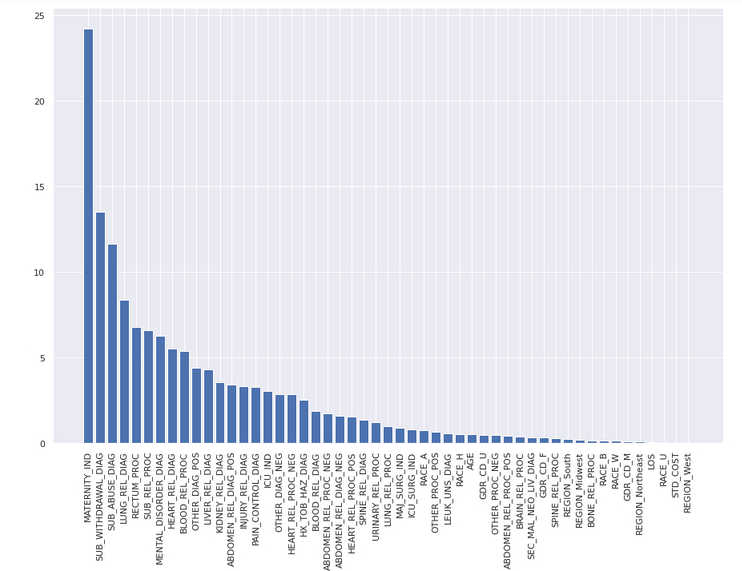 25
20
15
10
5
0
MATERNITY_IND
SUB_WITHDRAWAL_DIAG
SUB_ABUSE_DIAG
LUNG_REL_DIAG
RECTUM_PROC
SUB_REL_PROC
MENTAL_DISORDER_DIAG
HEART_REL_DIAG
BLOOD_REL_PROC
OTHER_DIAG_POS
LIVER_REL_DIAG
KIDNEY_REL_DIAG
ABDOMEN_REL_DIAG_POS
INJURY_REL_DIAG
PAIN_CONTROL_DIAG
ICU_IND
OTHER_DIAG_NEG
HEART_REL_PROC_NEG
HX_TOB_HAZ_DIAG
BLOOD_REL_DIAG
ABDOMEN_REL_PROC_NEG
ABDOMEN_REL_DIAG_NEG
HEART_REL_PROC_POS
SPINE_REL_DIAG
URINARY_REL_PROC
LUNG_REL_PROC
MAJ_SURG_IND
ICU_SURG_IND
RACE_A
OTHER_PROC_POS
LEUK_UNS_DIAG
RACE_H
AGE
GDR_CD_U
OTHER_PROC_NEG
ABDOMEN_REL_PROC_POS
BRAIN_REL_PROC
SEC_MAL_NEO_LIV_DIAG
GDR_CD_F
SPINE_REL_PROC
REGION_South
REGION_Midwest
BONE_REL_PROC
RACE_B
RACE_W
GDR_CD_M
REGION_Northeast
LOS
RACE_U
STD_COST
REGION_West